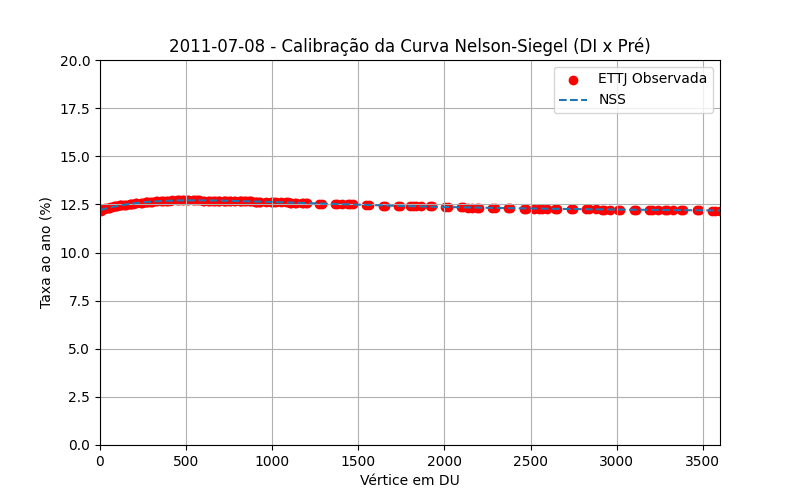 2011-07-08 - Calibração da Curva Nelson-Siegel (DI x Pré)
ETTJ Observada
NSS
Taxa ao ano (%)
20.0
17.5
15.0
12.5
10.0
7.5
5.0
2.5
0.0
0 500 1000 1500 2000 2500 3000 3500
Vértice em DU